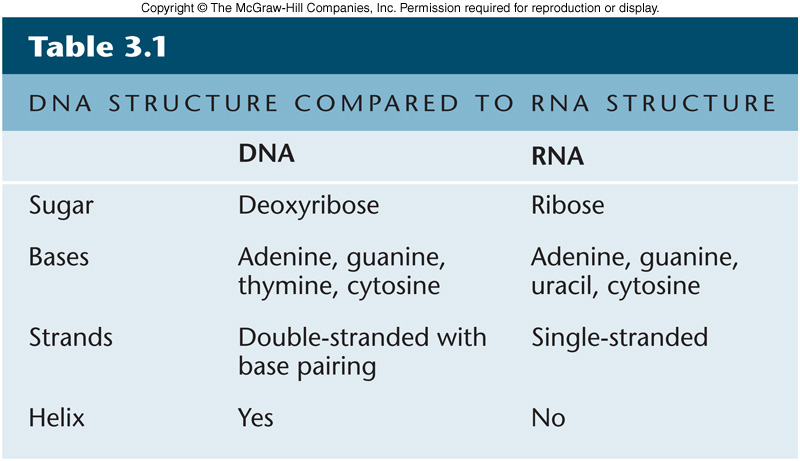 Copyright © The McGraw-Hill Companies, Inc. Permission required for reproduction or display.
Table 3.1
DNA STRUCTURE COMPARED TO RNA STRUCTURE
DNA RNA
Sugar Deoxyribose Ribose
Bases Adenine, guanine, Adenine, guanine,
thymine, cytosine uracil, cytosine
Strands Double-stranded with Single-stranded
base pairing
Helix Yes No